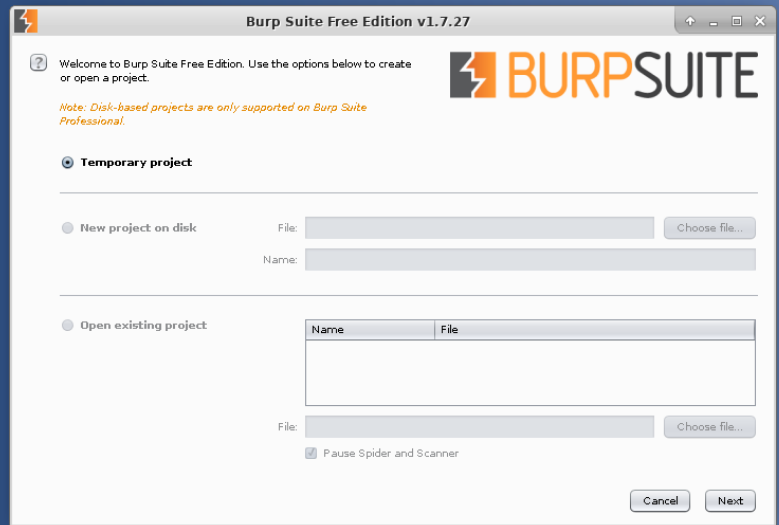 Burp Suite Free Edition v1.7.27
?
Welcome to Burp Suite Free Edition. Use the options below to create
or open a project.
BURPSUITE
Note: Disk-based projects are only supported on Burp Suite
Professional.
Temporary project
New project on disk File: Choose file...
Name:
Open existing project
Name File
File: Choose file...
Pause Spider and Scanner
Cancel Next